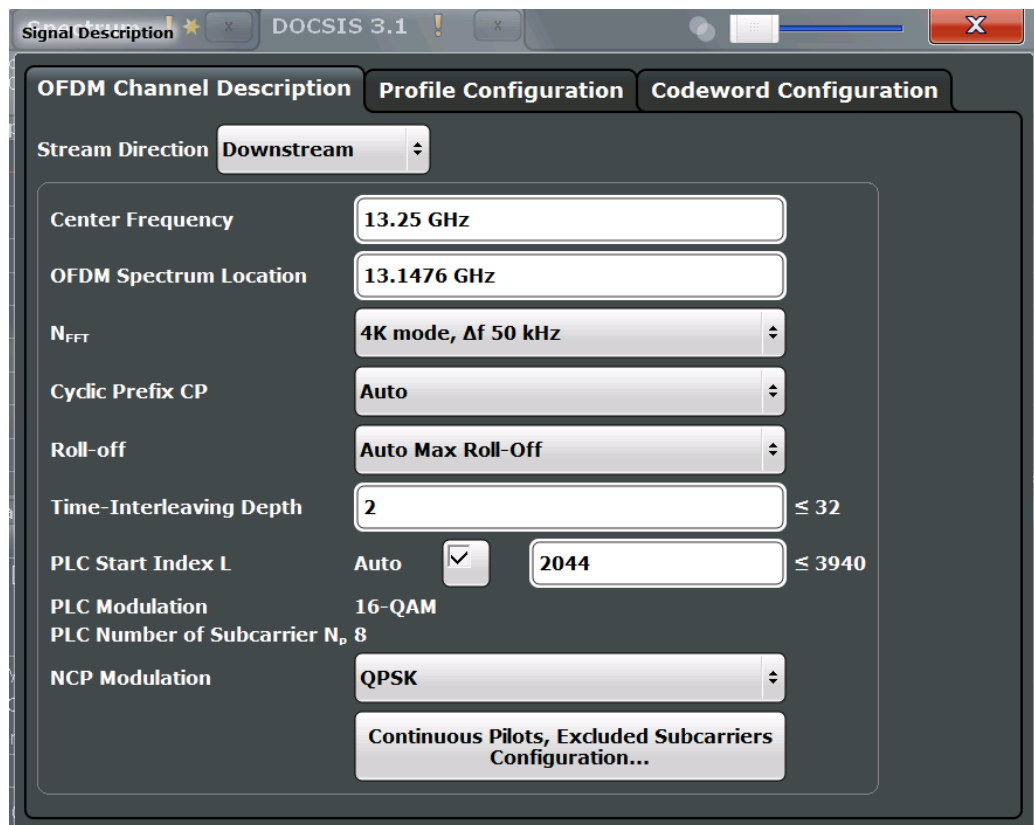 Signal Description
DOCSIS 3.1 !
OFDM Channel Description Profile Configuration Codeword Configuration
Stream Direction Downstream
Center Frequency 13.25 GHz
OFDM Spectrum Location 13.1476 GHz
NFFT 4K mode, Δf 50 kHz
Cyclic Prefix CP Auto
Roll-off Auto Max Roll-Off
Time-Interleaving Depth 2 ≤ 32
PLC Start Index L Auto 2044 ≤ 3940
PLC Modulation 16-QAM
PLC Number of Subcarrier Np 8
NCP Modulation QPSK
Continuous Pilots, Excluded Subcarriers
Configuration...